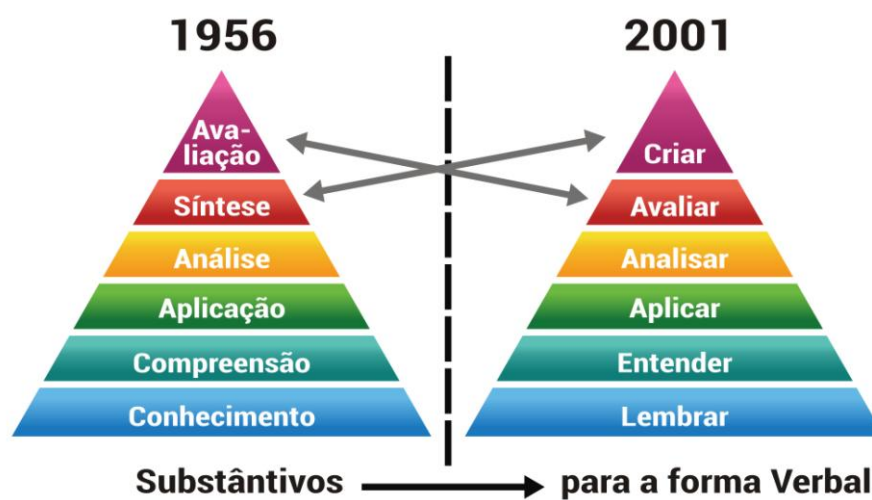 1956
Ava-
liação
Síntese
Análise
Aplicação
Compreensão
Conhecimento
2001
Criar
Avaliar
Analisar
Aplicar
Entender
Lembrar
Substântivos para a forma Verbal